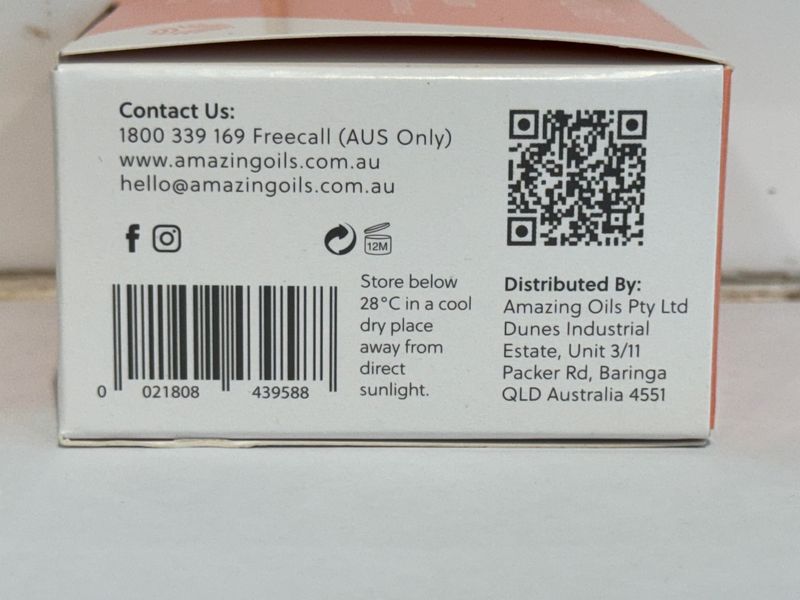 Contact Us:
1800 339 169 Freecall (AUS Only)
www.amazingoils.com.au
hello@amazingoils.com.au
12M
Store below
28°C in a cool
dry place
away from
direct
sunlight.
0 021808 439588
Distributed By:
Amazing Oils Pty Ltd
Dunes Industrial
Estate, Unit 3/11
Packer Rd, Baringa
QLD Australia 4551